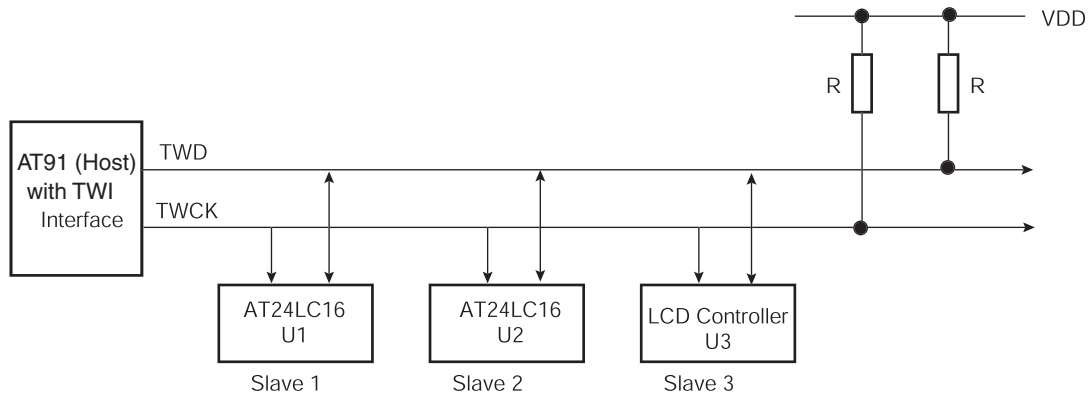 VDD
R
R
AT91 (Host)
with TWI
Interface
TWD
TWCK
AT24LC16
U1
AT24LC16
U2
LCD Controller
U3
Slave 1
Slave 2
Slave 3